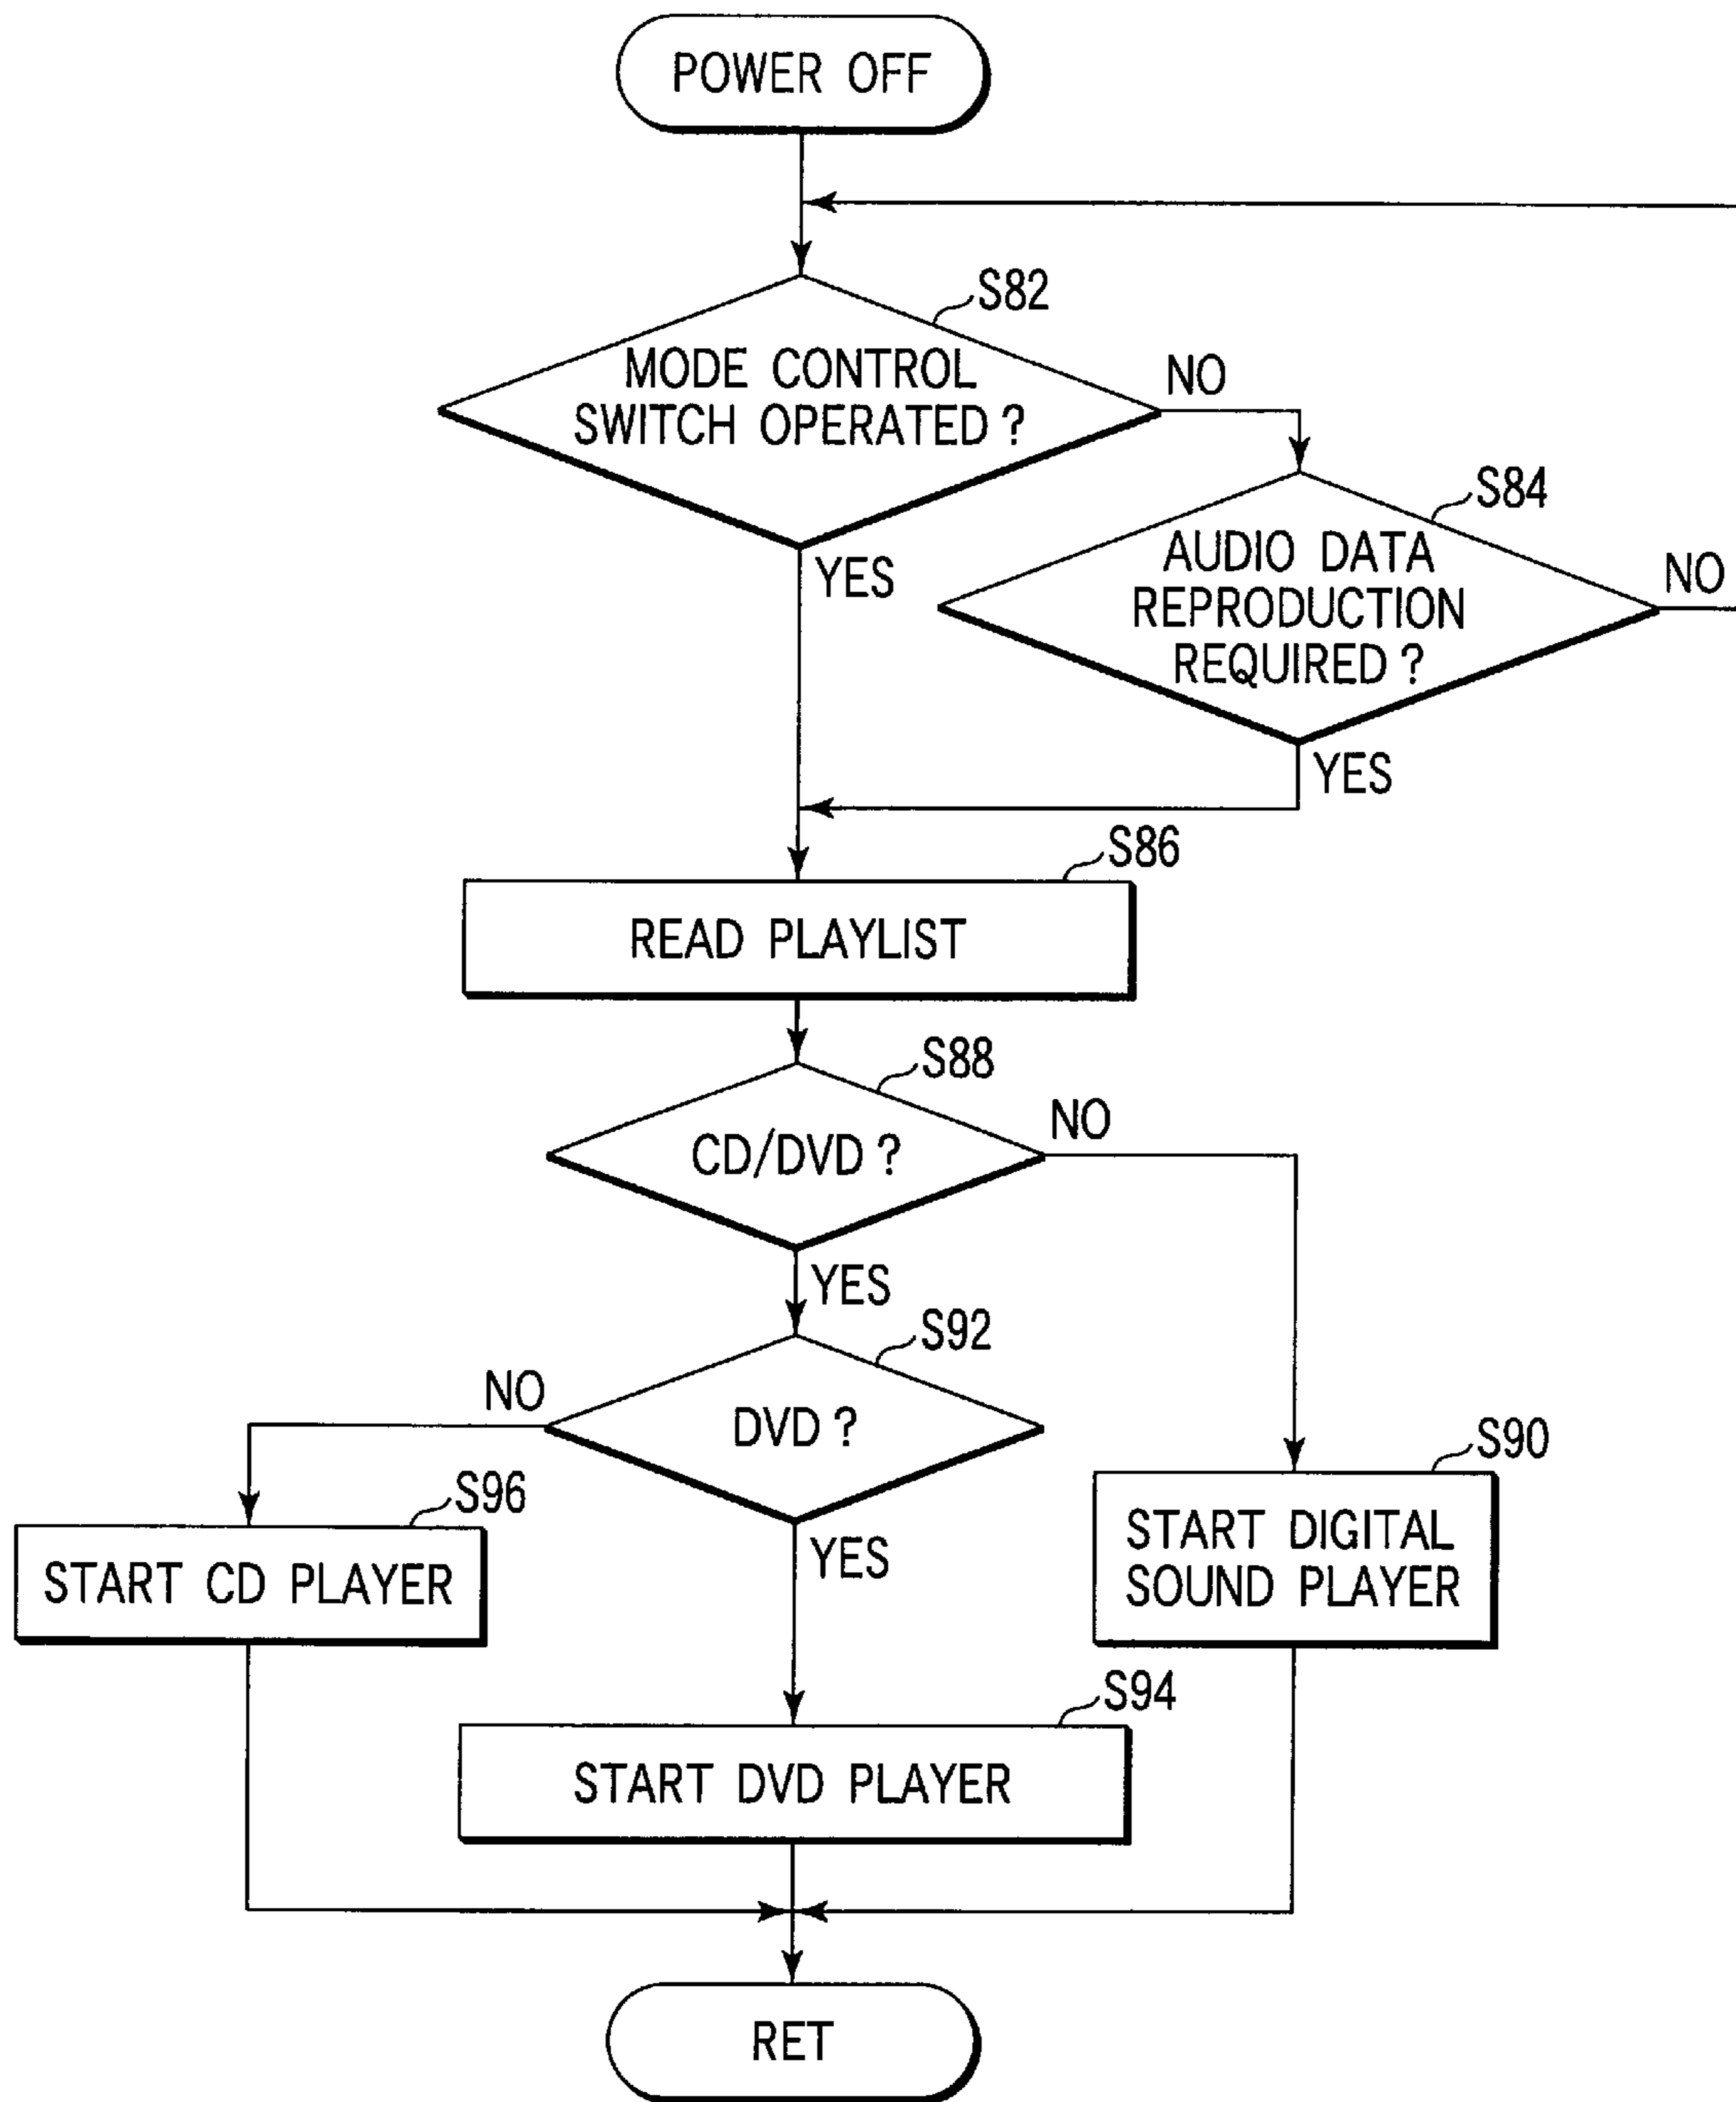 POWER OFF
S82
MODE CONTROL
SWITCH OPERATED ?
NO
YES
S84
AUDIO DATA
REPRODUCTION
REQUIRED ?
NO
YES
S86
READ PLAYLIST
S88
CD/DVD ?
NO
YES
S92
DVD ?
NO
YES
S90
START DIGITAL
SOUND PLAYER
S96
START CD PLAYER
S94
START DVD PLAYER
RET